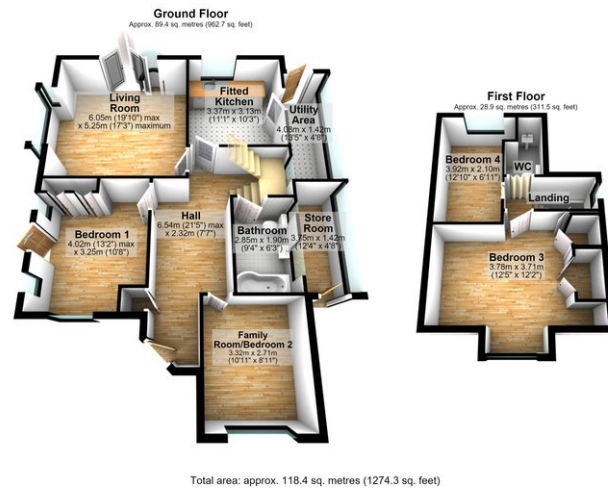 Ground Floor
Approx. 89.4 sq. metres (962.7 sq. feet)
Living
Room
6.05m (19'10") max
x 5.25m (17'3") maximum
Fitted
Kitchen
3.37m x 3.13m
(11'1" x 10'3")
Utility
Area
4.08m x 1.42m
(13'5" x 4'8")
Bedroom 1
4.02m (13'2") max
x 3.25m (10'8")
Hall
6.54m (21'5") max
x 2.32m (7'7")
Bathroom
2.85m x 1.90m
(9'4" x 6'3")
Store
Room
3.75m x 1.42m
(12'4" x 4'8")
Family
Room/Bedroom 2
3.32m x 2.71m
(10'11" x 8'11")
First Floor
Approx. 28.9 sq. metres (311.5 sq. feet)
Bedroom 4
3.92m x 2.10m
(12'10" x 6'11")
WC
Landing
Bedroom 3
3.78m x 3.71m
(12'5" x 12'2")
Total area: approx. 118.4 sq. metres (1274.3 sq. feet)